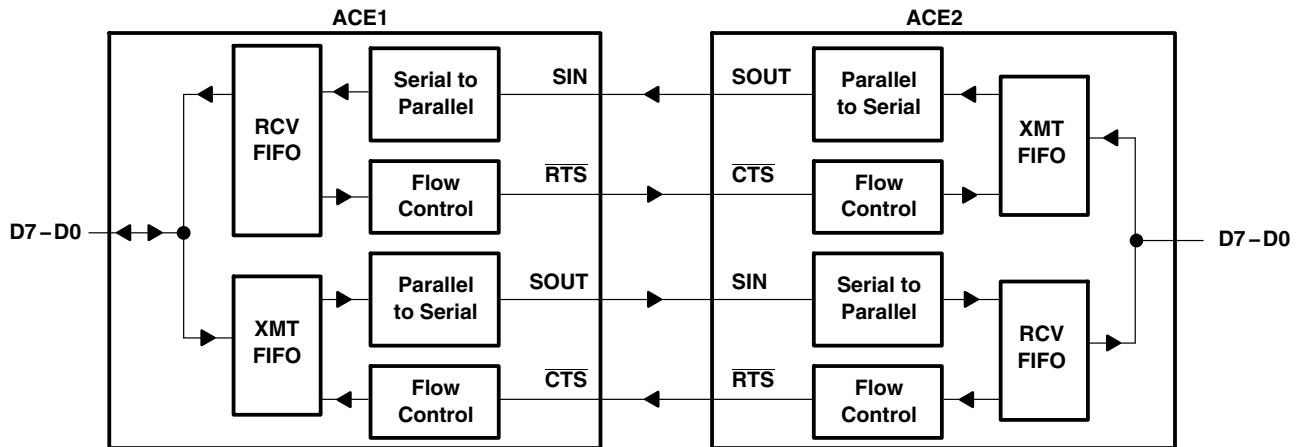 ACE1
ACE2
Serial to
Parallel
SIN
SOUT
Parallel
to Serial
RCV
FIFO
XMT
FIFO
Flow
Control
RTS
CTS
Flow
Control
D7–D0
D7–D0
XMT
FIFO
Parallel
to Serial
SOUT
SIN
Serial to
Parallel
RCV
FIFO
Flow
Control
CTS
RTS
Flow
Control